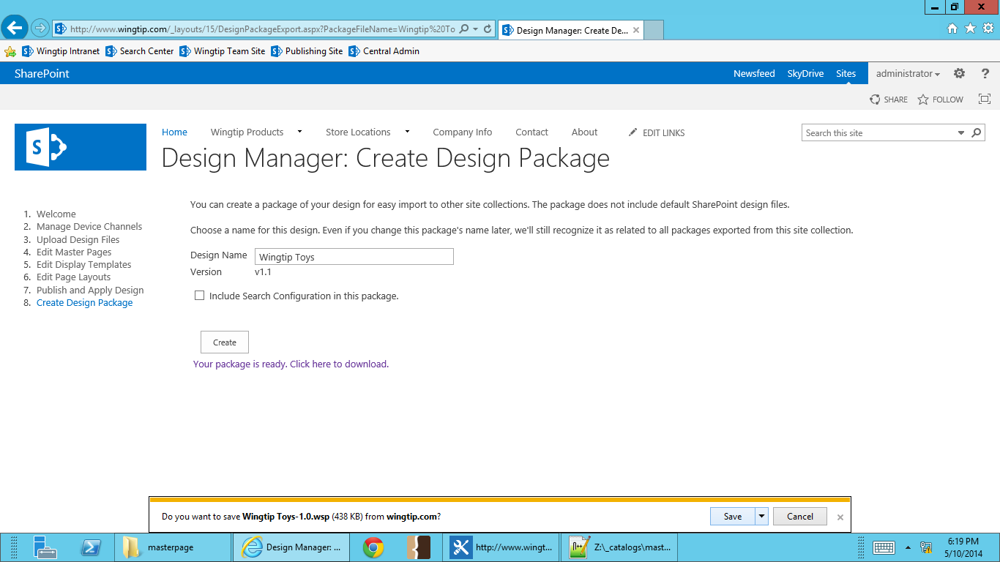 http://www.wingtip.com/_layouts/15/DesignPackageExport.aspx?PackageFileName=Wingtip%20To
Design Manager: Create De...
Wingtip Intranet
Search Center
Wingtip Team Site
Publishing Site
Central Admin
SharePoint
Newsfeed
SkyDrive
Sites
administrator
?
SHARE
FOLLOW
S
Home
Wingtip Products
Store Locations
Company Info
Contact
About
EDIT LINKS
Search this site
Design Manager: Create Design Package
1. Welcome
2. Manage Device Channels
3. Upload Design Files
4. Edit Master Pages
5. Edit Display Templates
6. Edit Page Layouts
7. Publish and Apply Design
8. Create Design Package
You can create a package of your design for easy import to other site collections. The package does not include default SharePoint design files.
Choose a name for this design. Even if you change this package's name later, we'll still recognize it as related to all packages exported from this site collection.
Design Name Wingtip Toys
Version v1.1
Include Search Configuration in this package.
Create
Your package is ready. Click here to download.
Do you want to save Wingtip Toys-1.0.wsp (438 KB) from wingtip.com?
Save
Cancel
masterpage
Design Manager: ...
http://www.wingt...
Z:\_catalogs\mast...
6:19 PM
5/10/2014